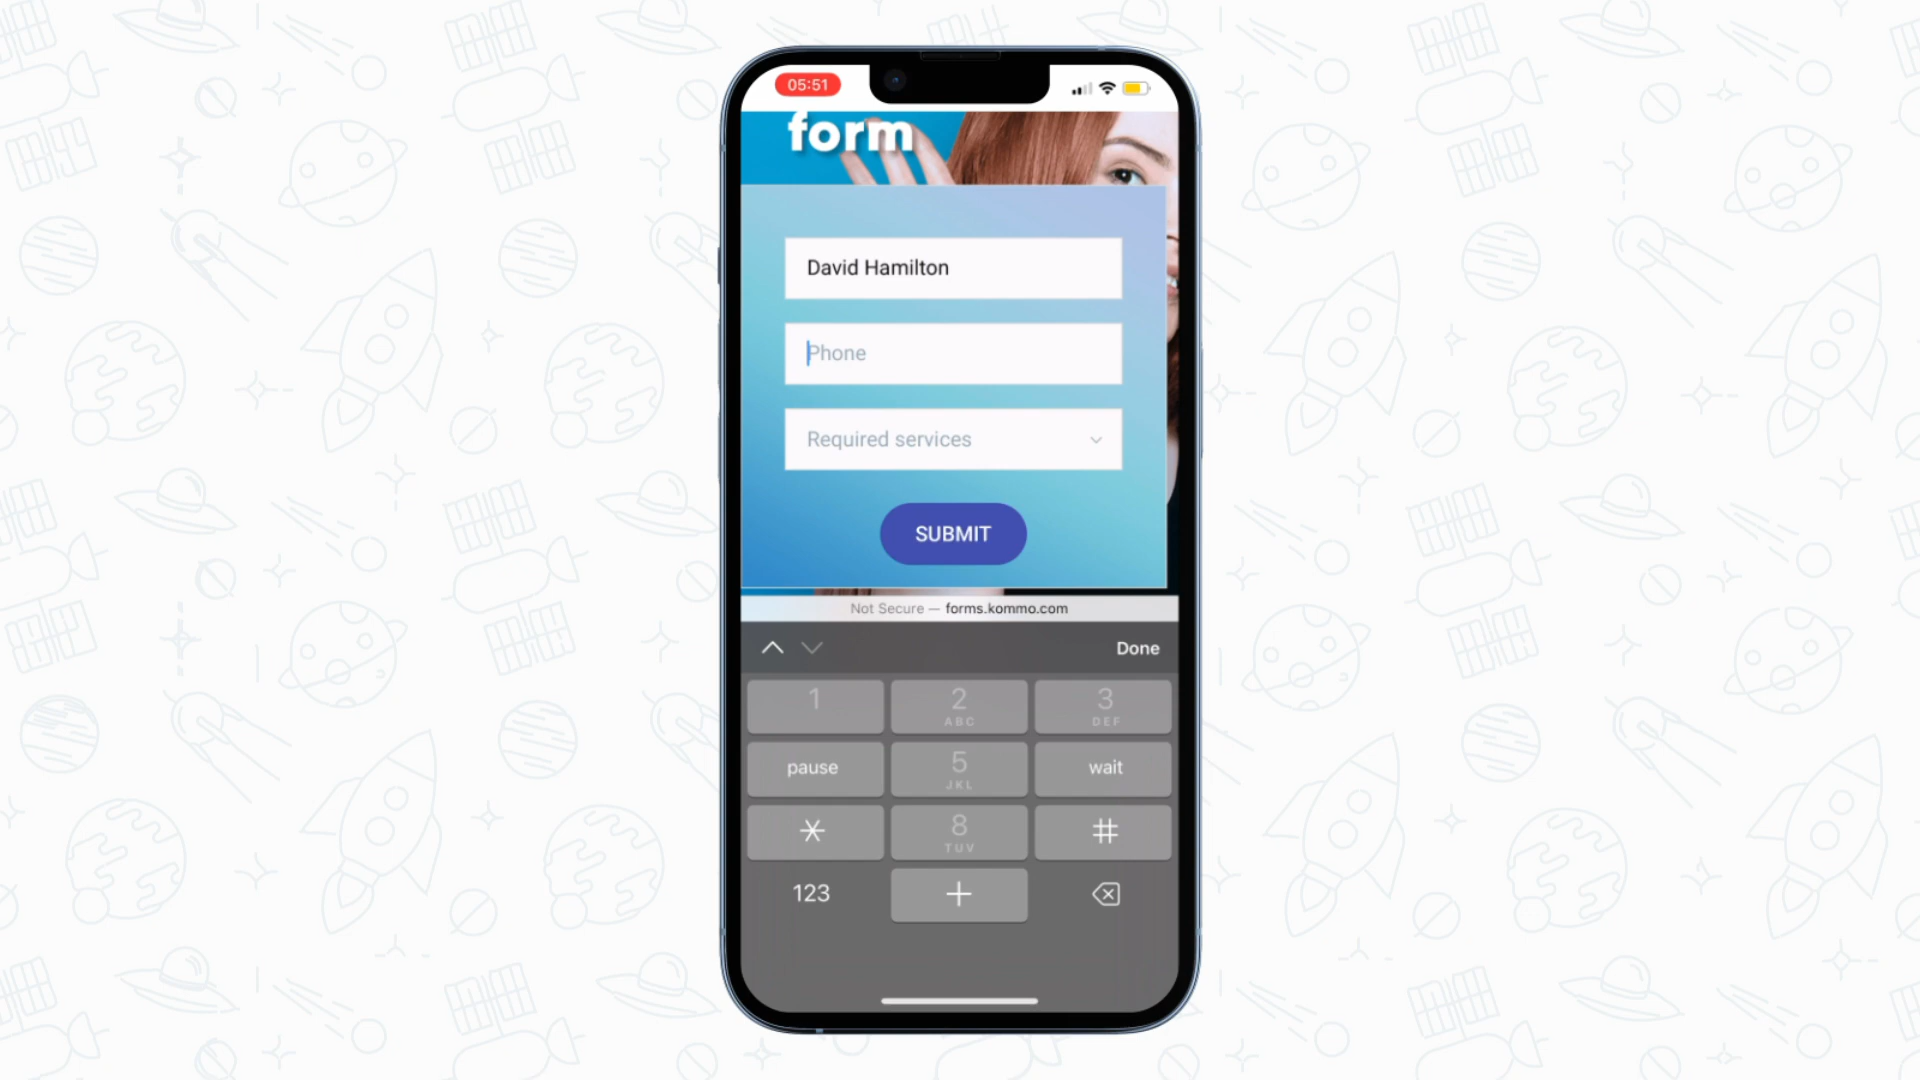 05:51
form
David Hamilton
Phone
Required services
SUBMIT
Not Secure — forms.kommo.com
Done
1 2 3
ABC DEF
pause 5 wait
JKL
* 8 #
TUV
123 +